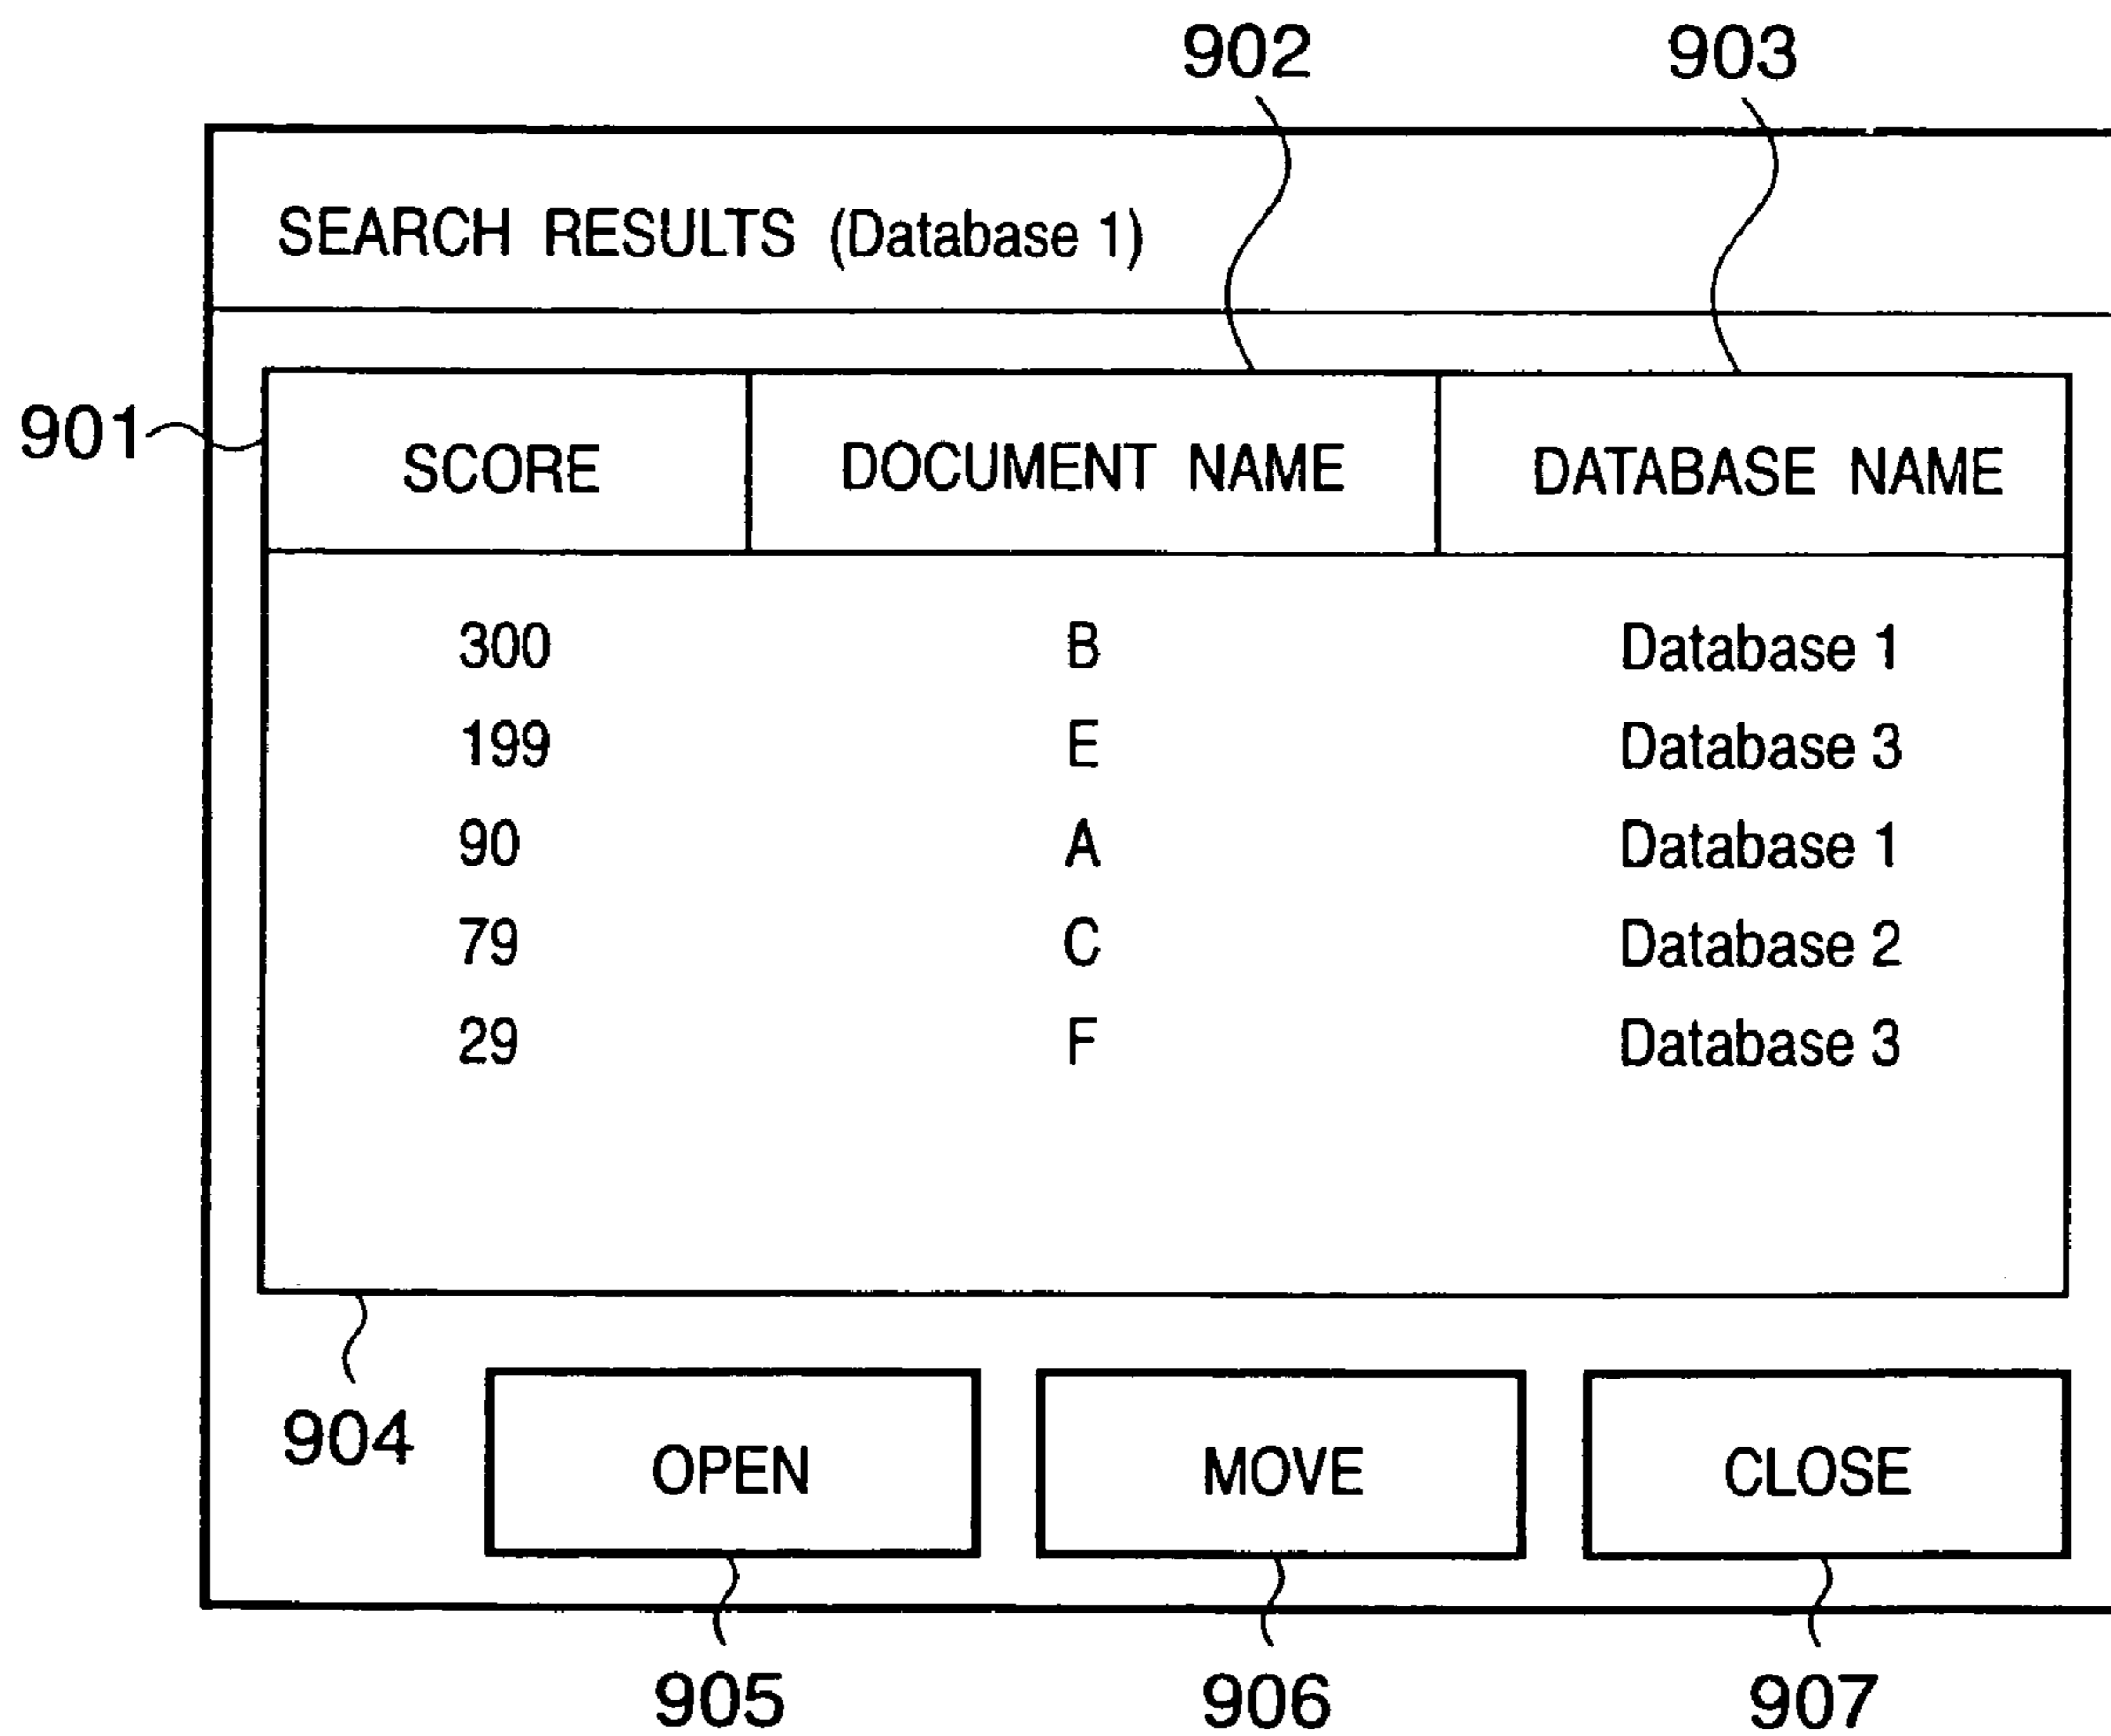 902 903
SEARCH RESULTS (Database 1)
901
SCORE DOCUMENT NAME DATABASE NAME
300 B Database 1
199 E Database 3
90 A Database 1
79 C Database 2
29 F Database 3
904
OPEN MOVE CLOSE
905 906 907